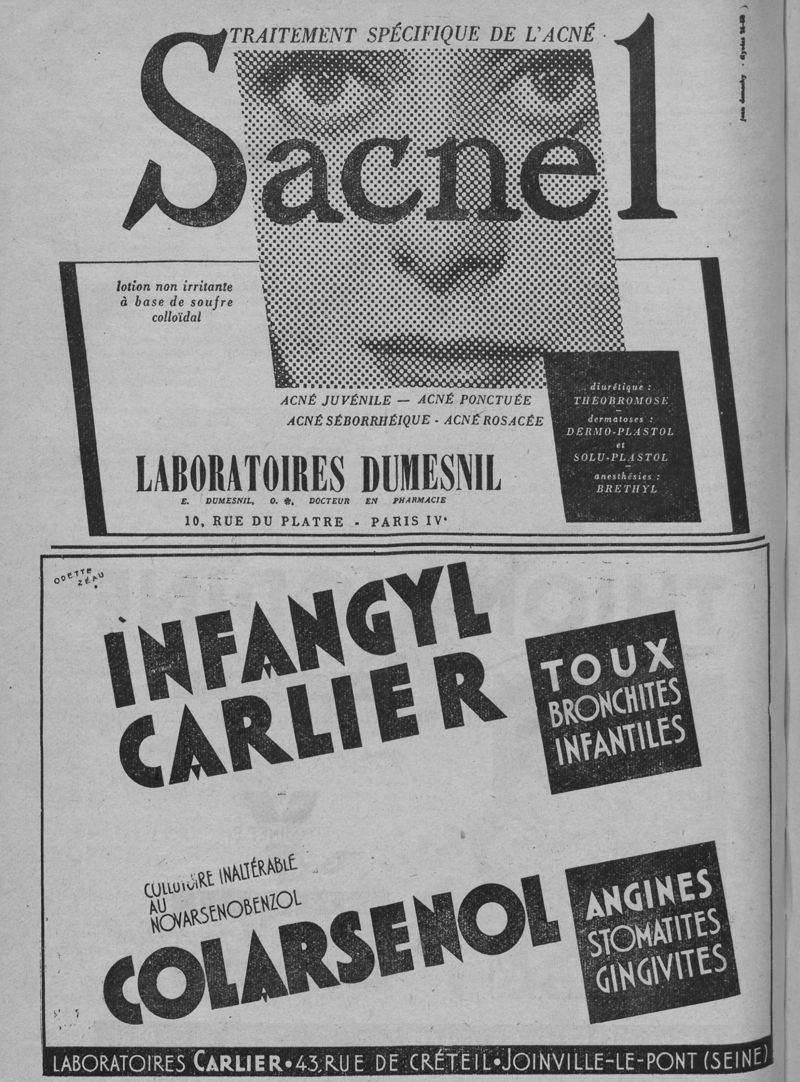 TRAITEMENT SPÉCIFIQUE DE L'ACNÉ
Sacnél
lotion non irritante
à base de soufre
colloïdal
ACNÉ JUVÉNILE — ACNÉ PONCTUÉE
ACNÉ SÉBORRHÉIQUE - ACNÉ ROSACÉE
diurétique :
THEOBROMOSE
—
dermatoses :
DERMO-PLASTOL
et
SOLU-PLASTOL
—
anesthésies :
BRETHYL
LABORATOIRES DUMESNIL
E. DUMESNIL, O. ✻, DOCTEUR EN PHARMACIE
10, RUE DU PLATRE - PARIS IVᵉ
ODETTE
ZÉAU
INFANGYL
CARLIER
TOUX
BRONCHITES
INFANTILES
COLLUTOIRE INALTÉRABLE
AU
NOVARSENOBENZOL
COLARSENOL
ANGINES
STOMATITES
GINGIVITES
LABORATOIRES CARLIER•43, RUE DE CRÉTEIL•JOINVILLE-LE-PONT (SEINE)